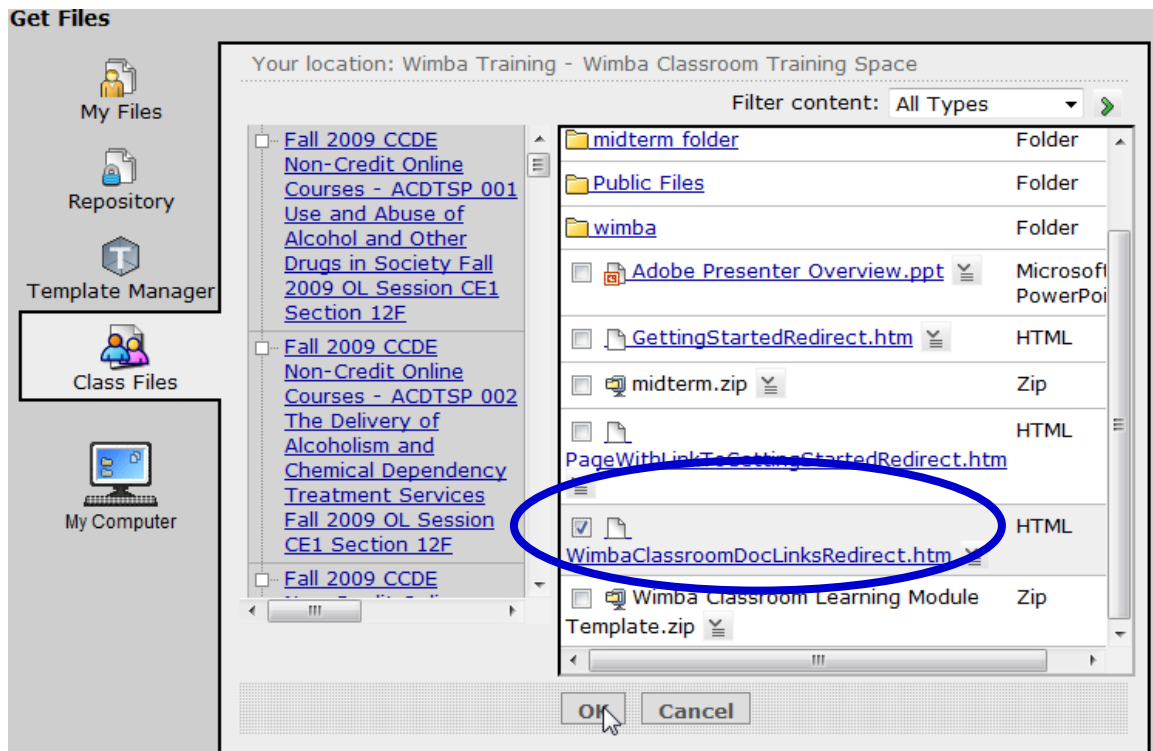 Get Files
My Files
Repository
Template Manager
Class Files
My Computer
Your location: Wimba Training - Wimba Classroom Training Space
Filter content: All Types
Fall 2009 CCDE
Non-Credit Online
Courses - ACDTSP 001
Use and Abuse of
Alcohol and Other
Drugs in Society Fall
2009 OL Session CE1
Section 12F
Fall 2009 CCDE
Non-Credit Online
Courses - ACDTSP 002
The Delivery of
Alcoholism and
Chemical Dependency
Treatment Services
Fall 2009 OL Session
CE1 Section 12F
Fall 2009 CCDE
midterm folder Folder
Public Files Folder
wimba Folder
Adobe Presenter Overview.ppt Microsoft
PowerPoi
GettingStartedRedirect.htm HTML
midterm.zip Zip
HTML
PageWithLinkToGettingStartedRedirect.htm
HTML
WimbaClassroomDocLinksRedirect.htm
Wimba Classroom Learning Module Zip
Template.zip
OK Cancel